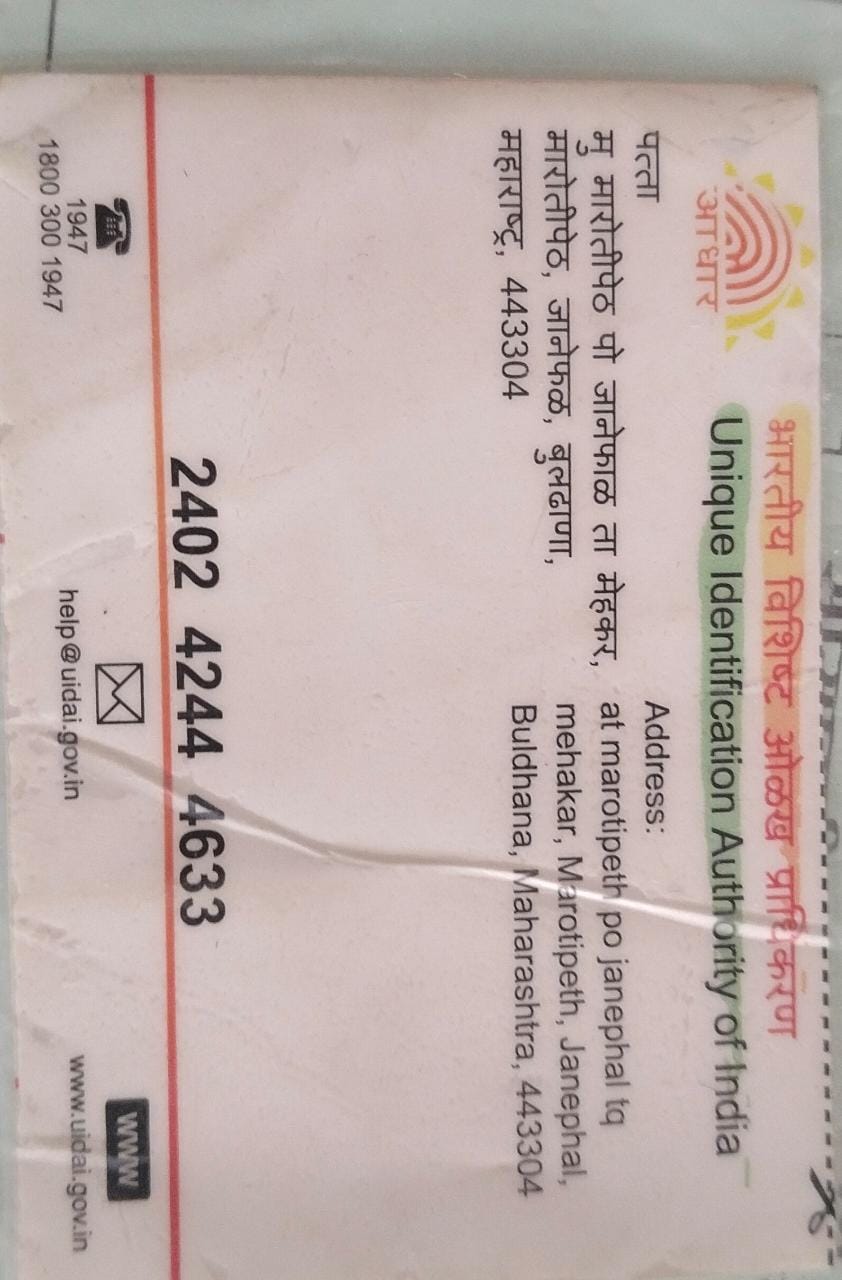 भारतीय विशिष्ट ओळख प्राधिकरण
Unique Identification Authority of India
आधार
पत्ता
मु मारोतीपेठ पो जानेफाळ ता मेहकर,
मारोतीपेठ, जानेफळ, बुलढाणा,
महाराष्ट्र, 443304
Address:
at marotipeth po janephal tq
mehakar, Marotipeth, Janephal,
Buldhana, Maharashtra, 443304
2402 4244 4633
1947
1800 300 1947
help@uidai.gov.in
www
www.uidai.gov.in